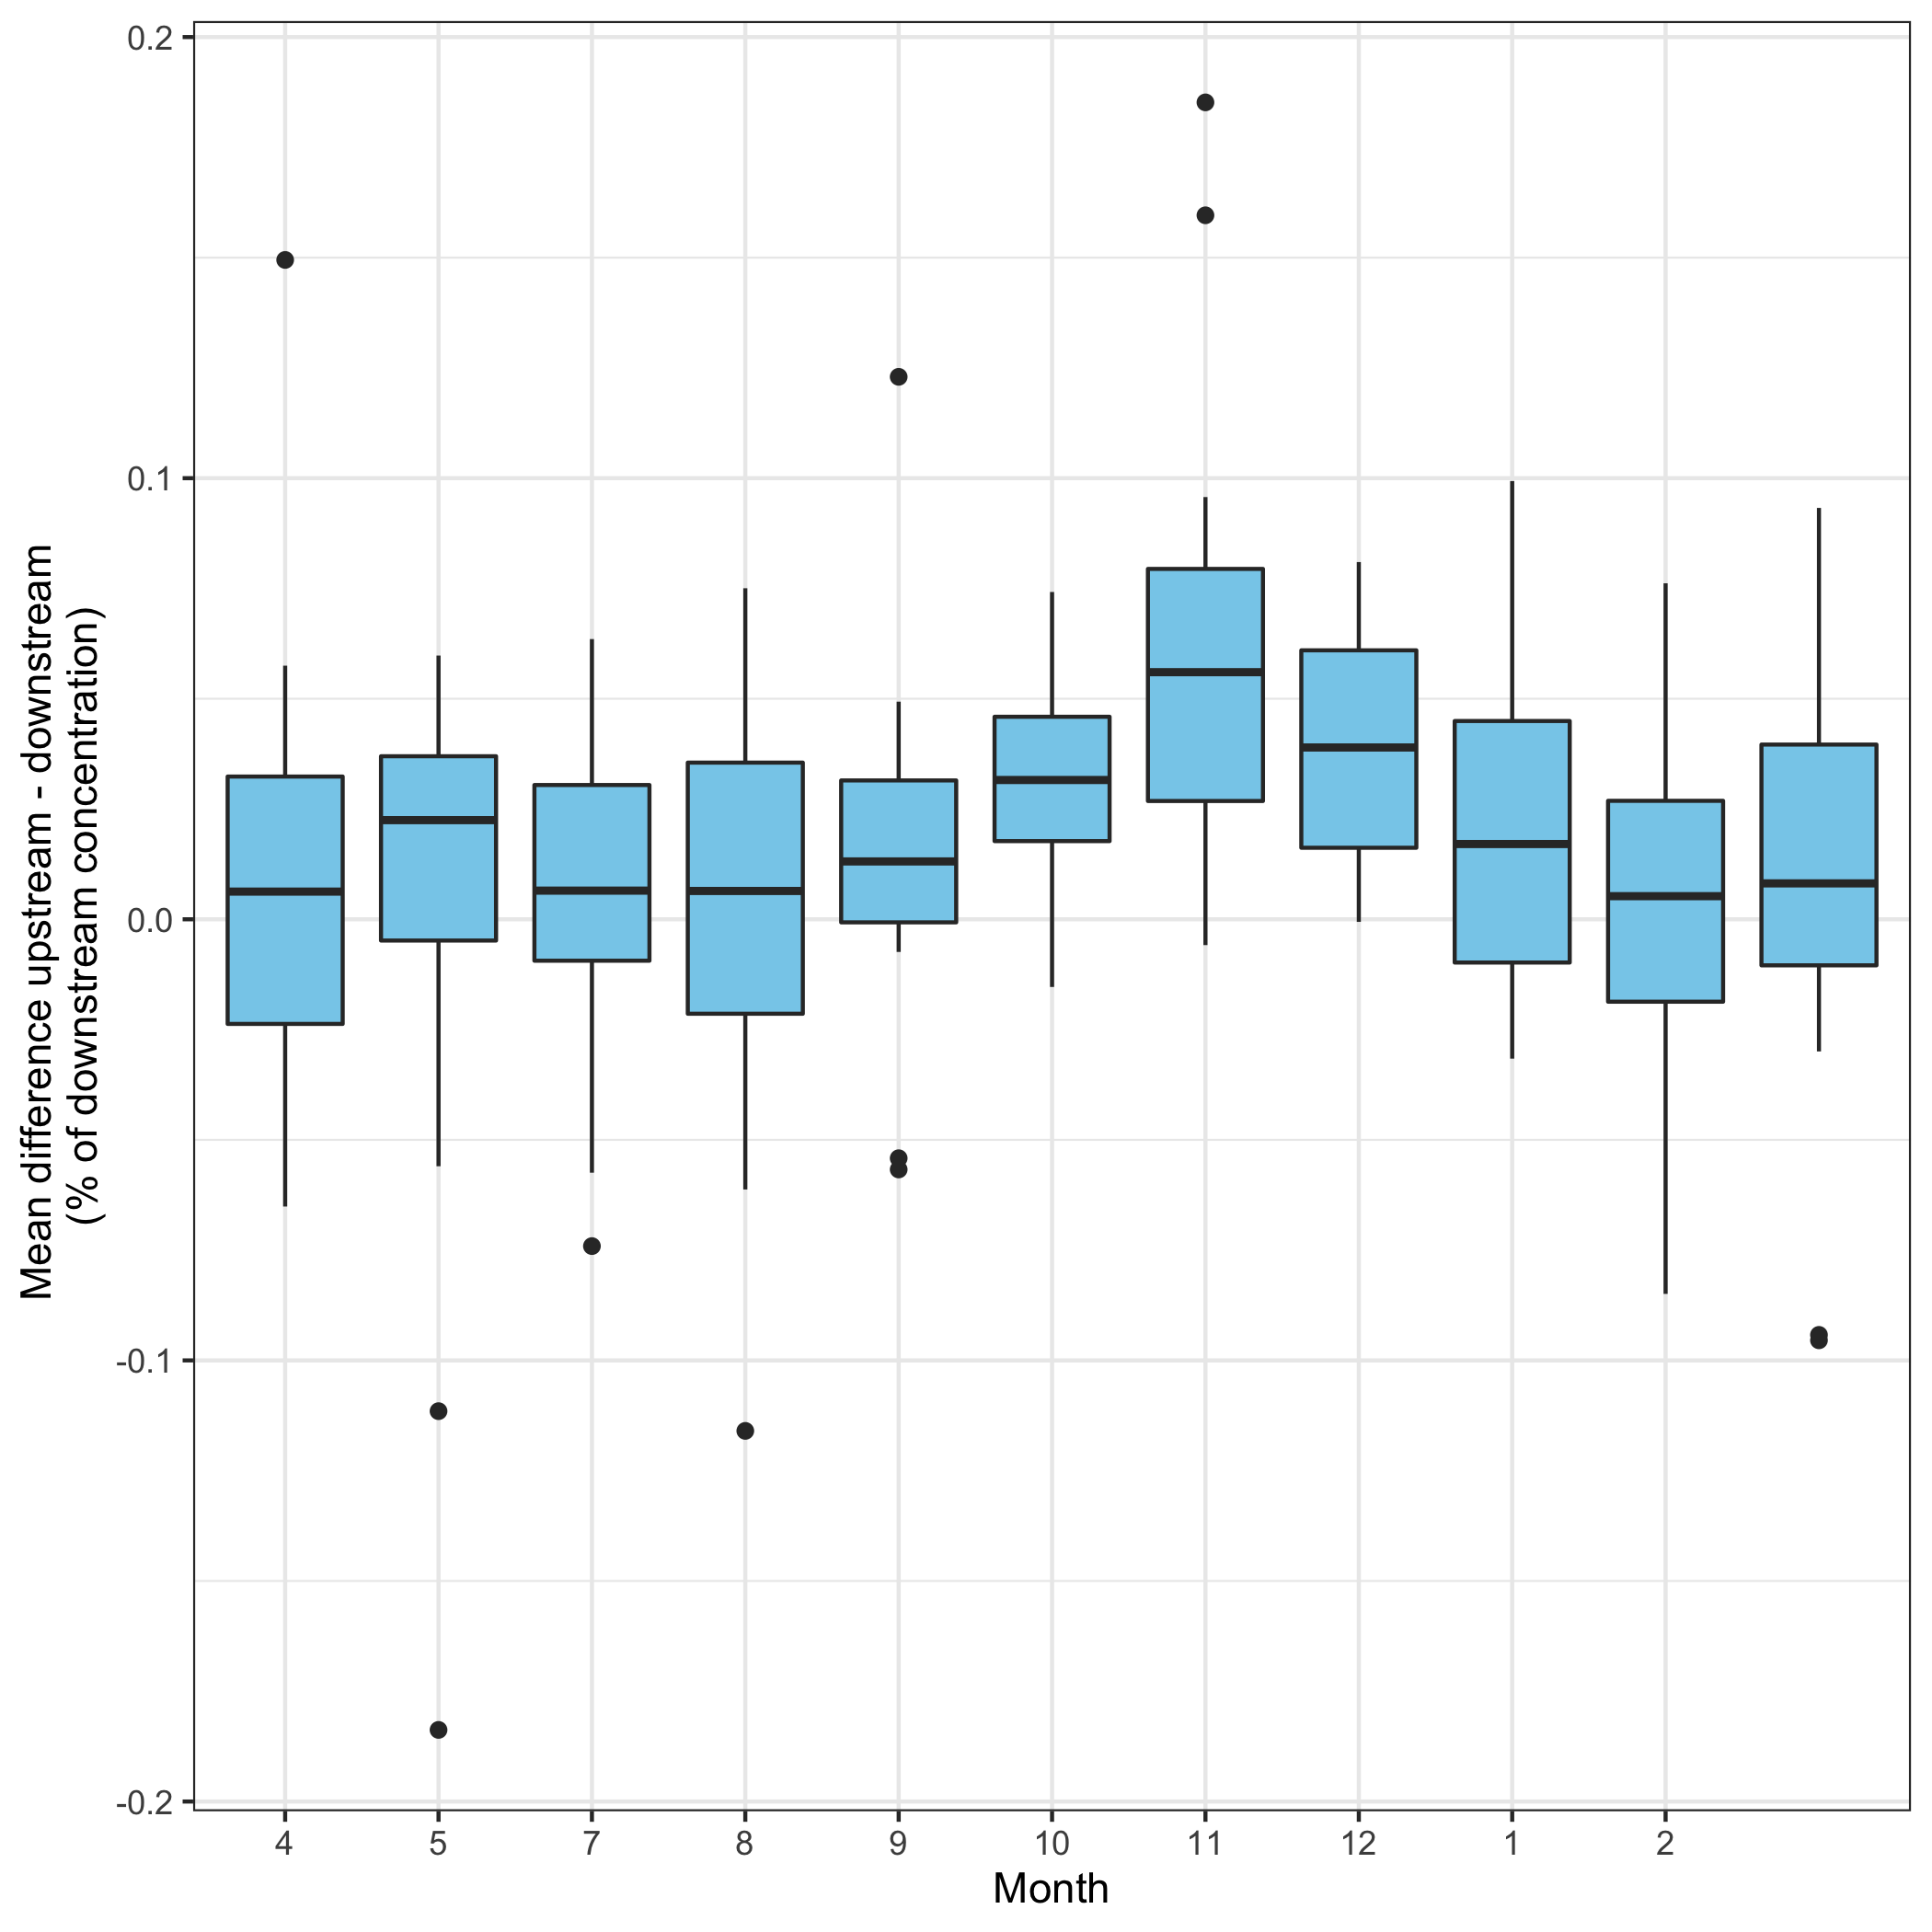 Mean difference upstream - downstream
(% of downstream concentration)
0.2
0.1
0.0
-0.1
-0.2
4 5 7 8 9 10 11 12 1 2
Month